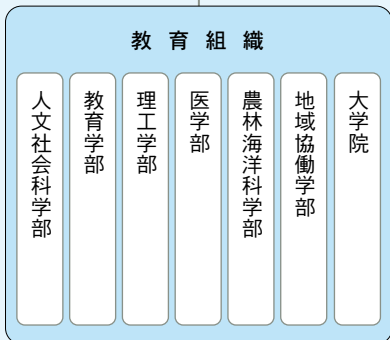 教育組織
人文社会科学部
教育学部
理工学部
医学部
農林海洋科学部
地域協働学部
大学院